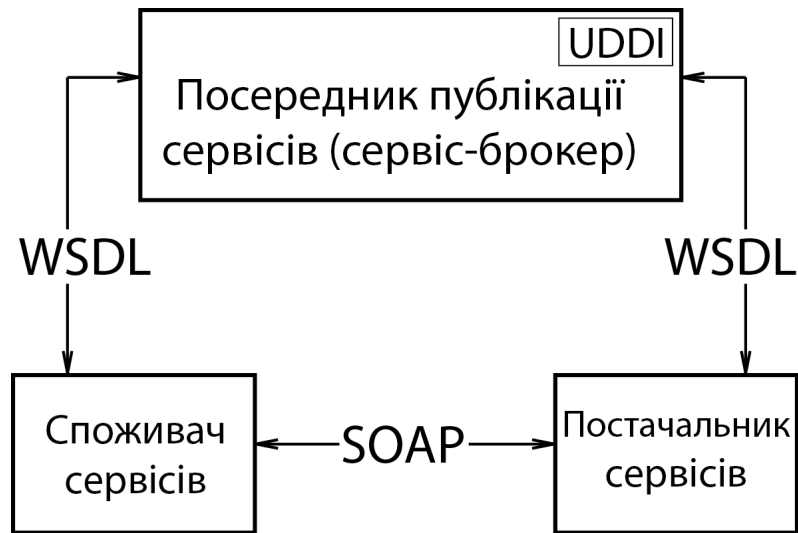 UDDI
Посередник публікації
сервісів (сервіс-брокер)
WSDL
WSDL
Споживач
сервісів
SOAP
Постачальник
сервісів